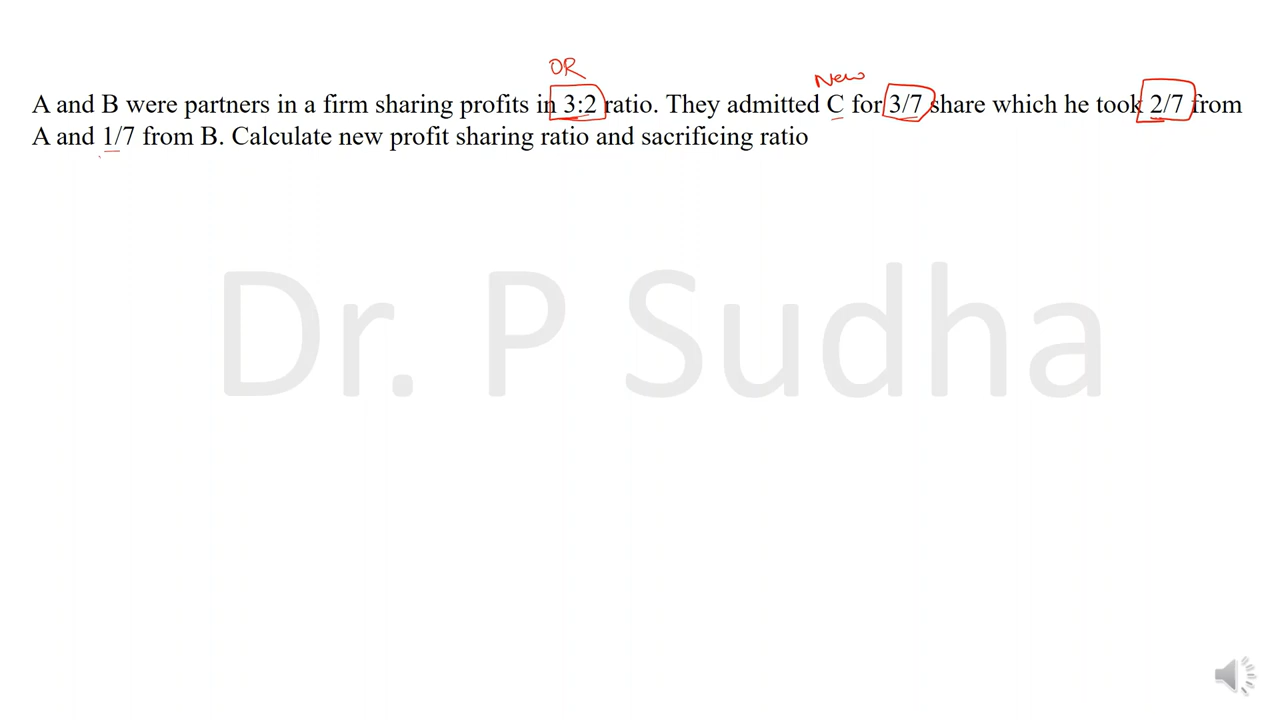 OR
New
A and B were partners in a firm sharing profits in 3:2 ratio. They admitted C for 3/7 share which he took 2/7 from
A and 1/7 from B. Calculate new profit sharing ratio and sacrificing ratio
Dr. P Sudha